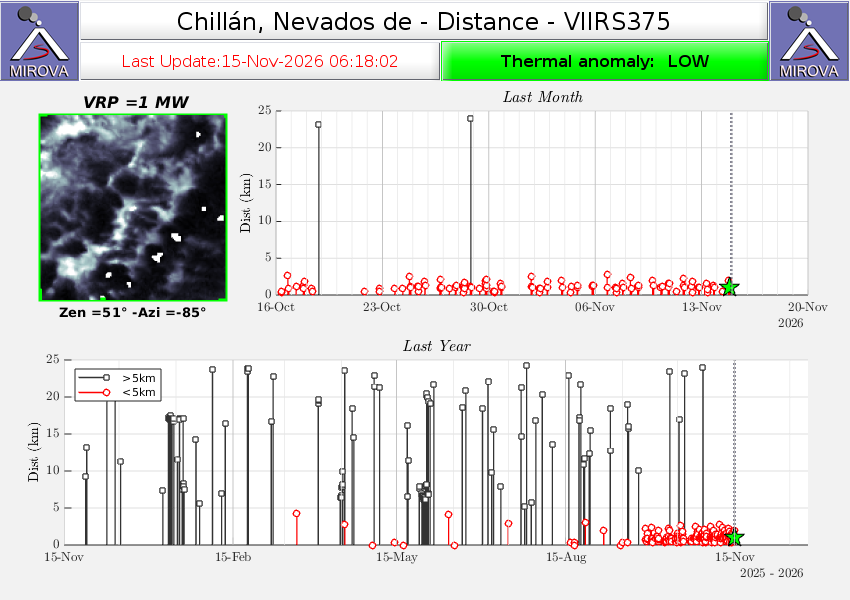 Chillán, Nevados de - Distance - VIIRS375
MIROVA
Last Update:15-Nov-2026 06:18:02
Thermal anomaly: LOW
MIROVA
VRP =1 MW
Zen =51° -Azi =-85°
Last Month
Dist (km)
25
20
15
10
5
0
16-Oct
23-Oct
30-Oct
06-Nov
13-Nov
20-Nov
2026
Last Year
Dist (km)
25
20
15
10
5
0
>5km
<5km
15-Nov
15-Feb
15-May
15-Aug
15-Nov
2025 - 2026